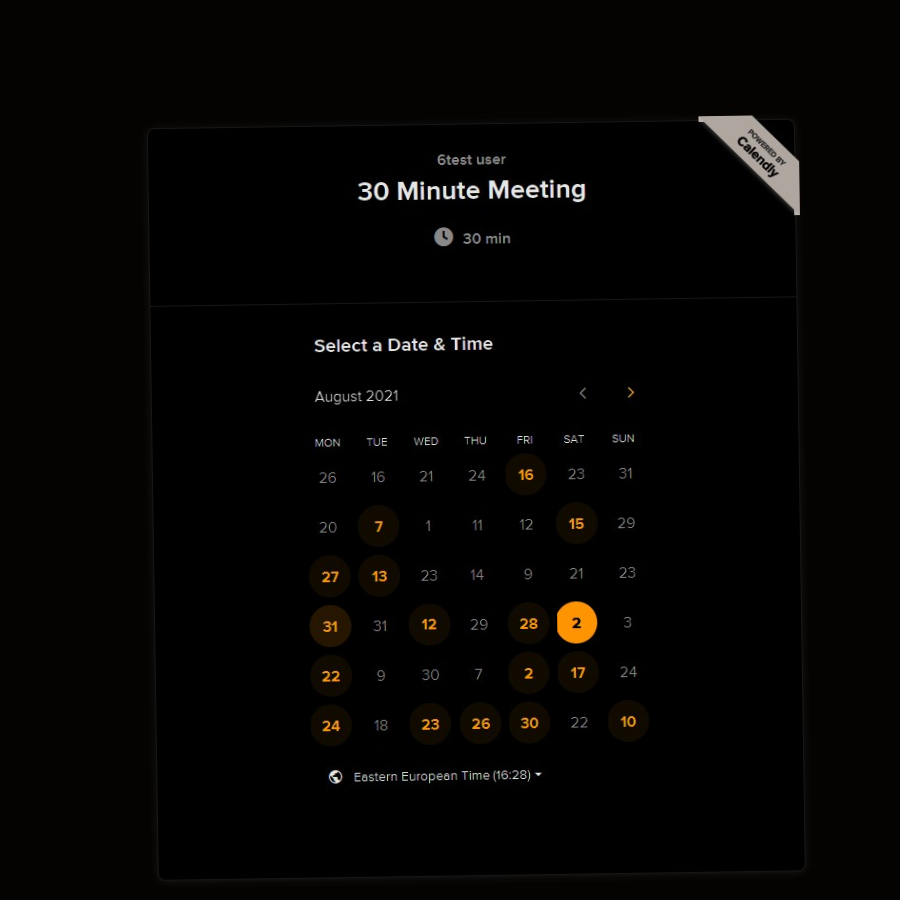 POWERED BY
Calendly
6test user
30 Minute Meeting
30 min
Select a Date & Time
August 2021
MON TUE WED THU FRI SAT SUN
26 16 21 24 16 23 31
20 7 1 11 12 15 29
27 13 23 14 9 21 23
31 31 12 29 28 2 3
22 9 30 7 2 17 24
24 18 23 26 30 22 10
Eastern European Time (16:28)